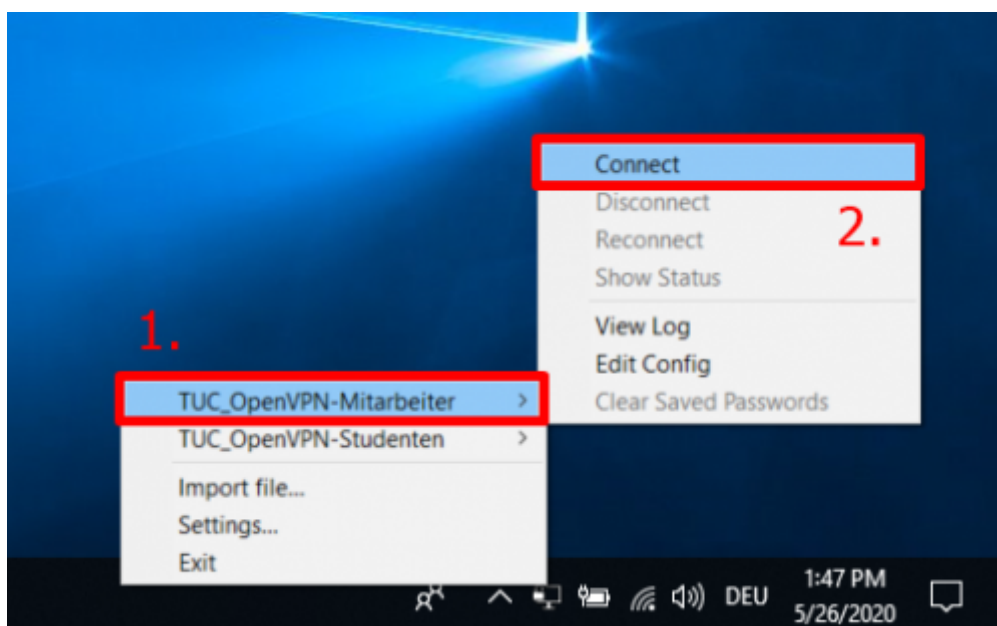 Connect
Disconnect
2.
Reconnect
Show Status
1.
View Log
Edit Config
TUC_OpenVPN-Mitarbeiter
Clear Saved Passwords
TUC_OpenVPN-Studenten
Import file...
Settings...
Exit
DEU
1:47 PM
5/26/2020